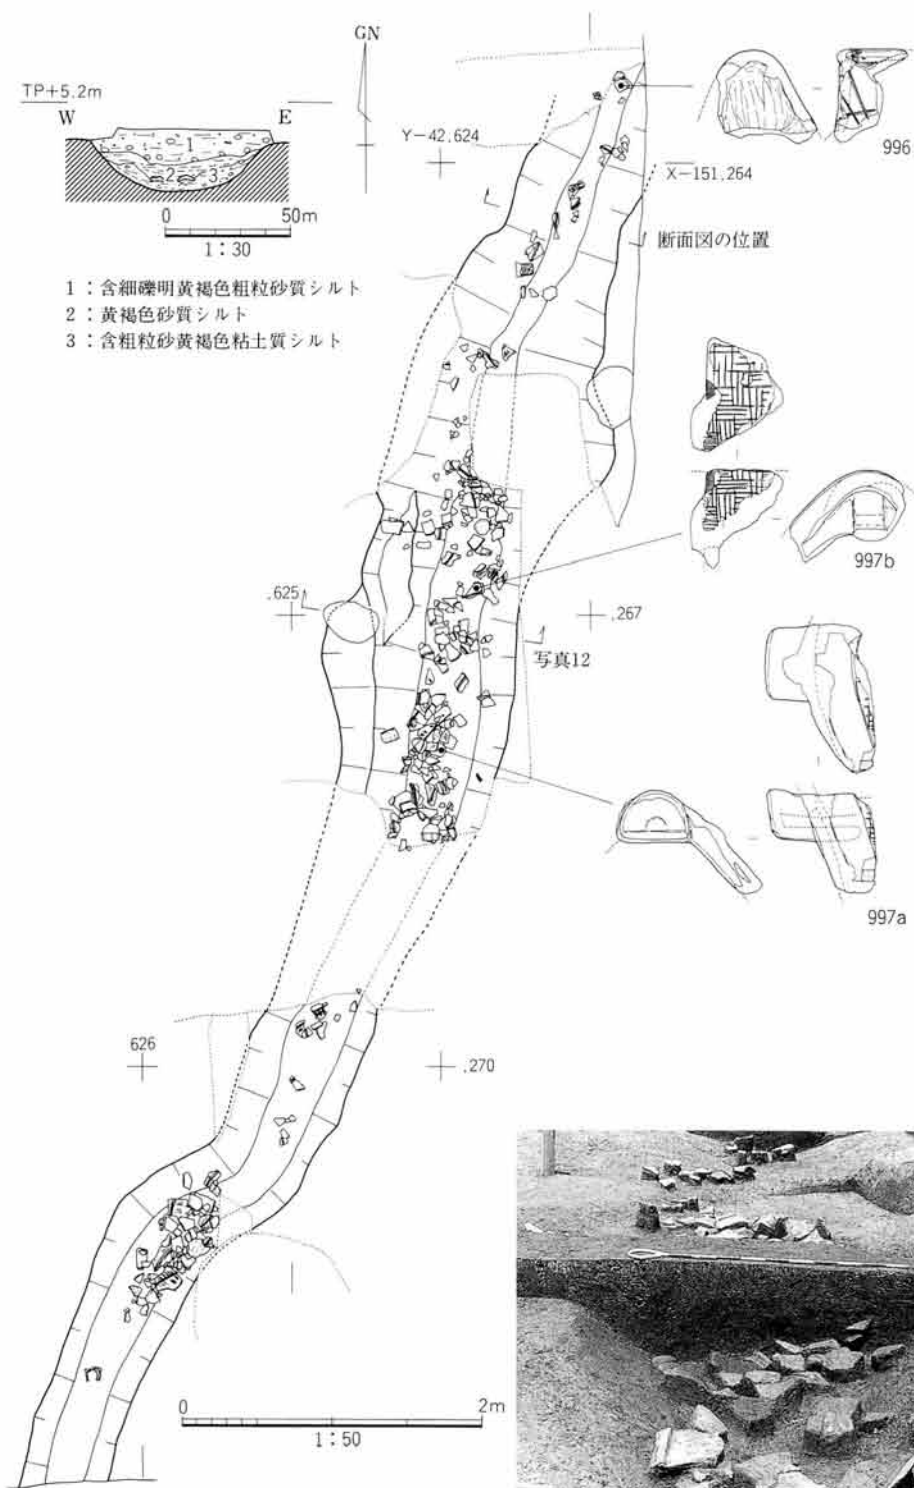 GN
TP+5.2m
W
E
1
2
3
0
50m
1:30
1：含細礫明黄褐色粗粒砂質シルト
2：黄褐色砂質シルト
3：含粗粒砂黄褐色粘土質シルト
Y-42,624
X-151,264
断面図の位置
996
997b
.625
.267
写真12
997a
626
.270
0
2m
1:50